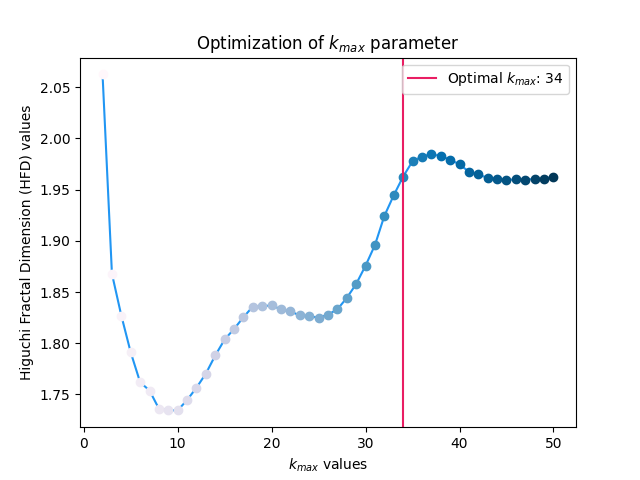 Optimization of k_max parameter
Optimal k_max: 34
Higuchi Fractal Dimension (HFD) values
2.05
2.00
1.95
1.90
1.85
1.80
1.75
0 10 20 30 40 50
k_max values